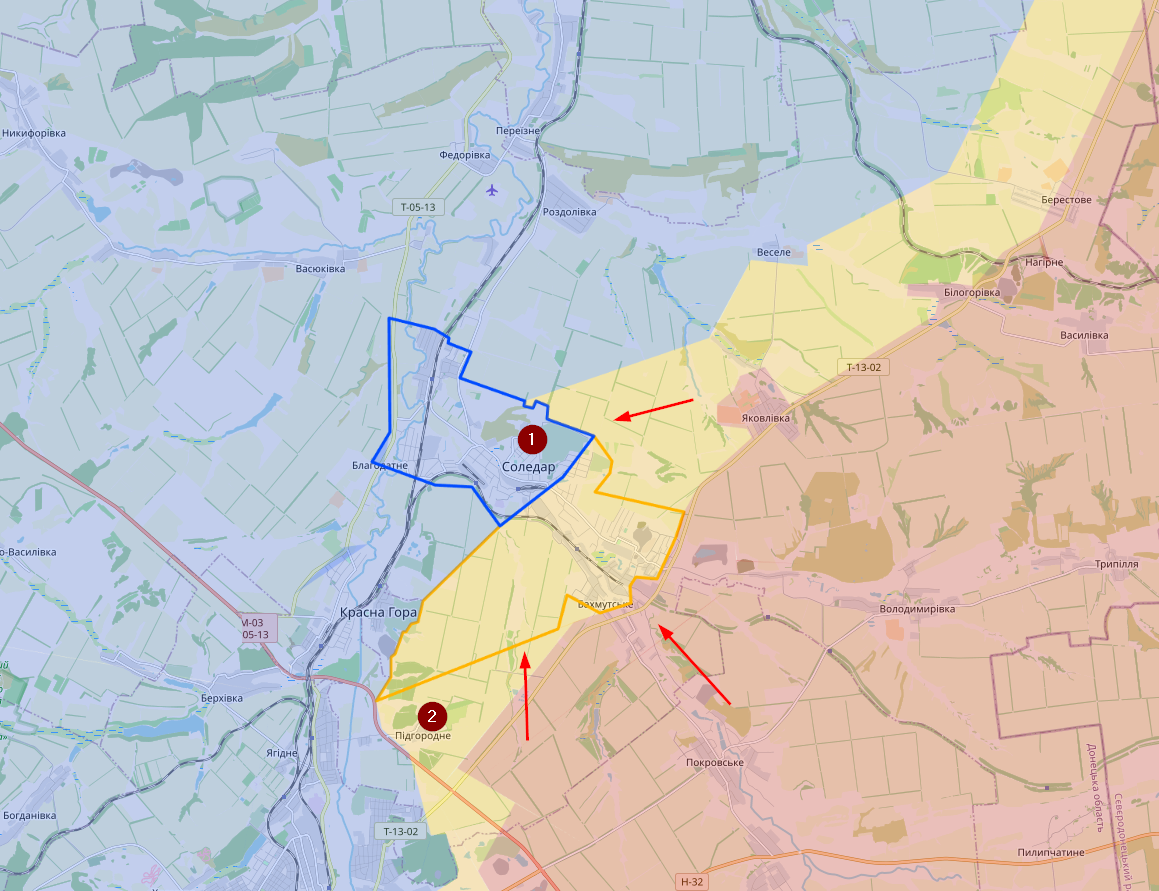 Никифорівка
Переїзне
Федорівка
Т-05-13
Роздолівка
Берестове
Васюківка
Веселе
Нагірне
Білогорівка
Василівка
Т-13-02
Яковлівка
1
Благодатне
Соледар
о-Василівка
Трипілля
Бахмутське
Володимирівка
Красна Гора
М-03
05-13
Берхівка
2
Підгородне
Ягідне
Покровське
Донецька область
Сєвєродонецький р
Богданівка
Т-13-02
Пилипчатине
Н-32